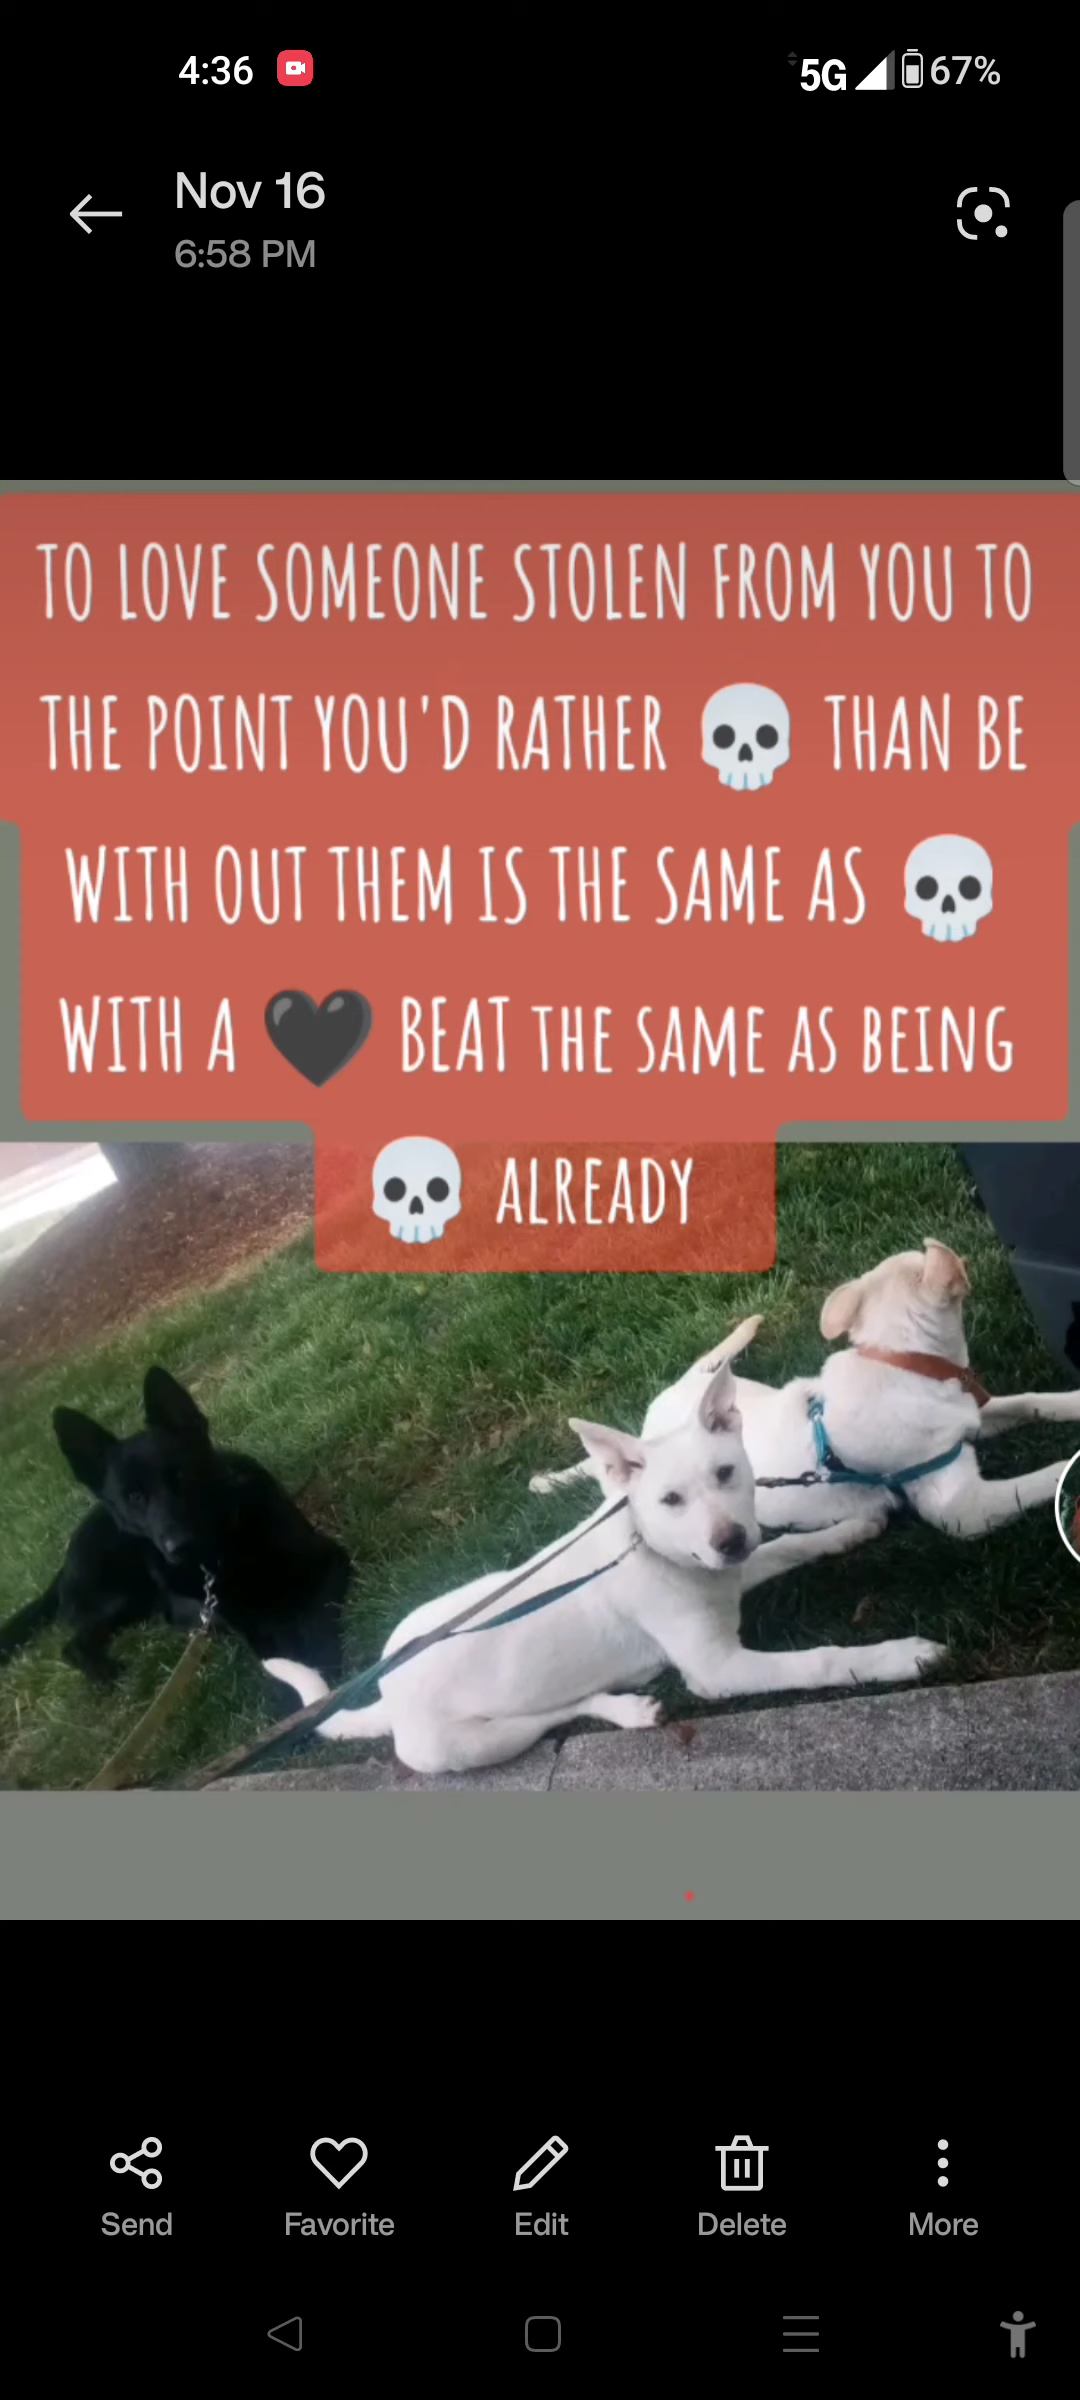 4:36 5G 67%
Nov 16
6:58 PM
TO LOVE SOMEONE STOLEN FROM YOU TO
THE POINT YOU'D RATHER 💀 THAN BE
WITH OUT THEM IS THE SAME AS 💀
WITH A 🖤 BEAT THE SAME AS BEING
💀 ALREADY
Send Favorite Edit Delete More